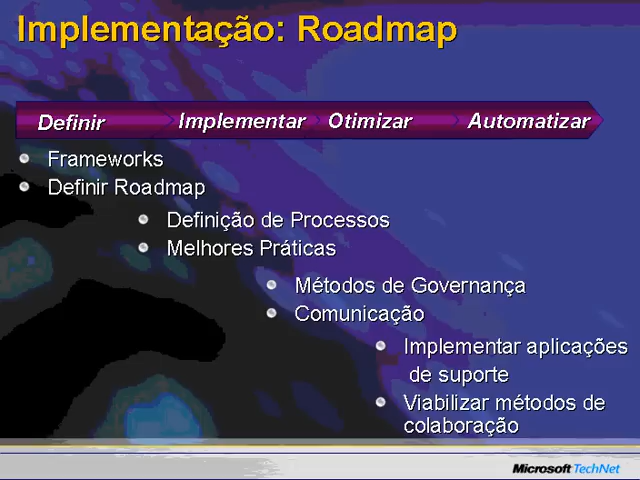 Implementação: Roadmap
Definir Implementar Otimizar Automatizar
Frameworks
Definir Roadmap
Definição de Processos
Melhores Práticas
Métodos de Governança
Comunicação
Implementar aplicações
de suporte
Viabilizar métodos de
colaboração
Microsoft TechNet